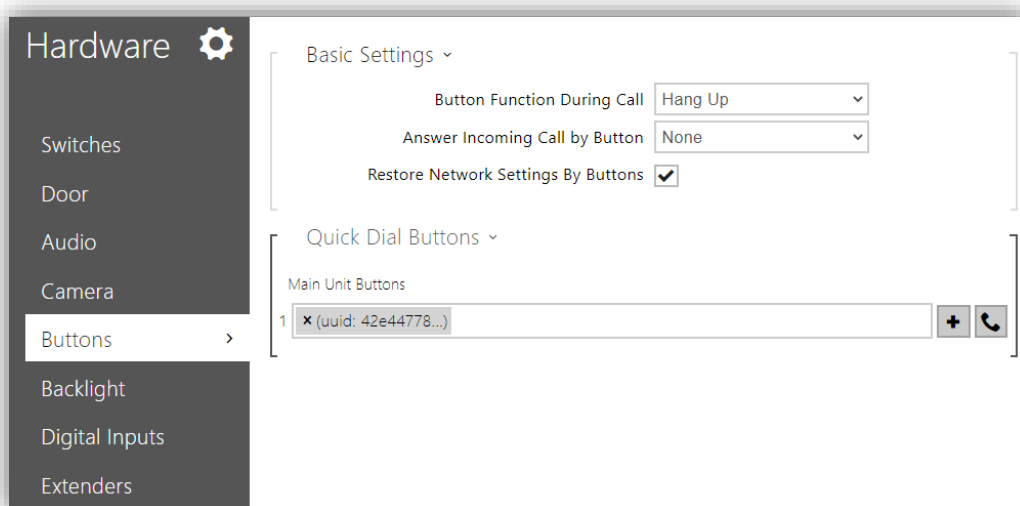 Hardware
Switches
Door
Audio
Camera
Buttons
Backlight
Digital Inputs
Extenders
Basic Settings
Button Function During Call Hang Up
Answer Incoming Call by Button None
Restore Network Settings By Buttons
Quick Dial Buttons
Main Unit Buttons
1 × (uuid: 42e44778...)